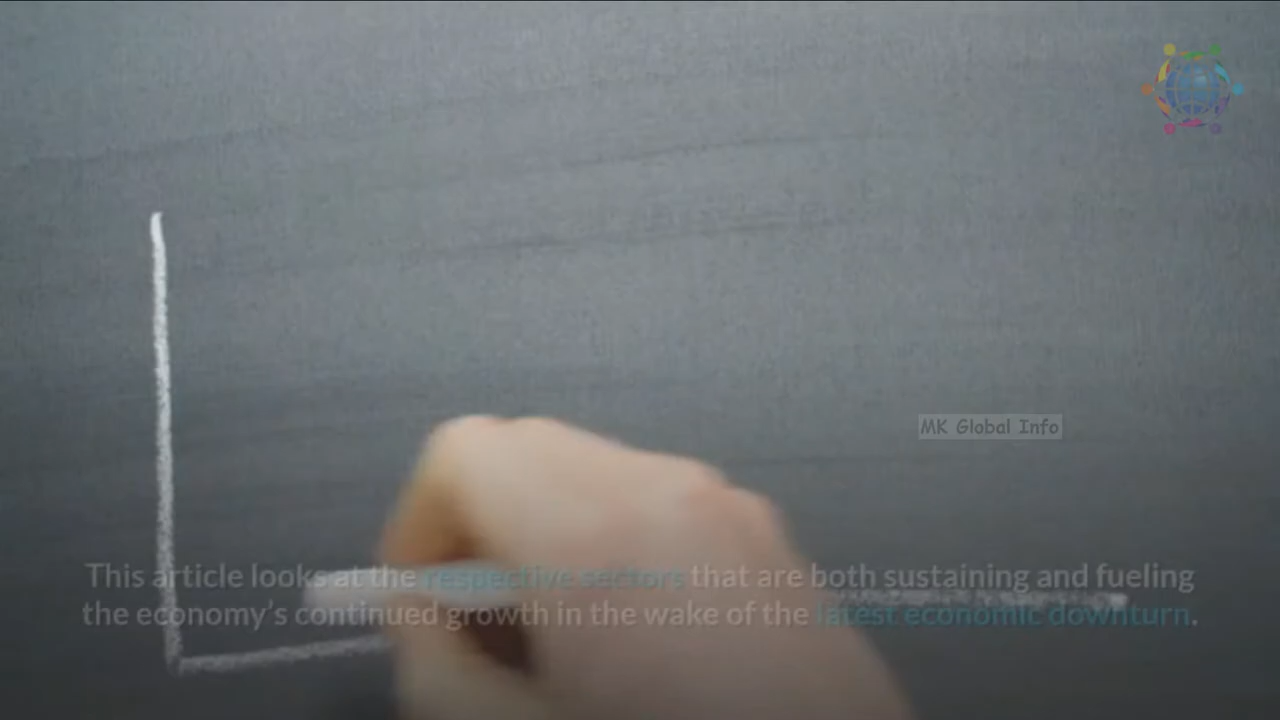 MK Global Info
This article looks at the respective sectors that are both sustaining and fueling
the economy’s continued growth in the wake of the latest economic downturn.